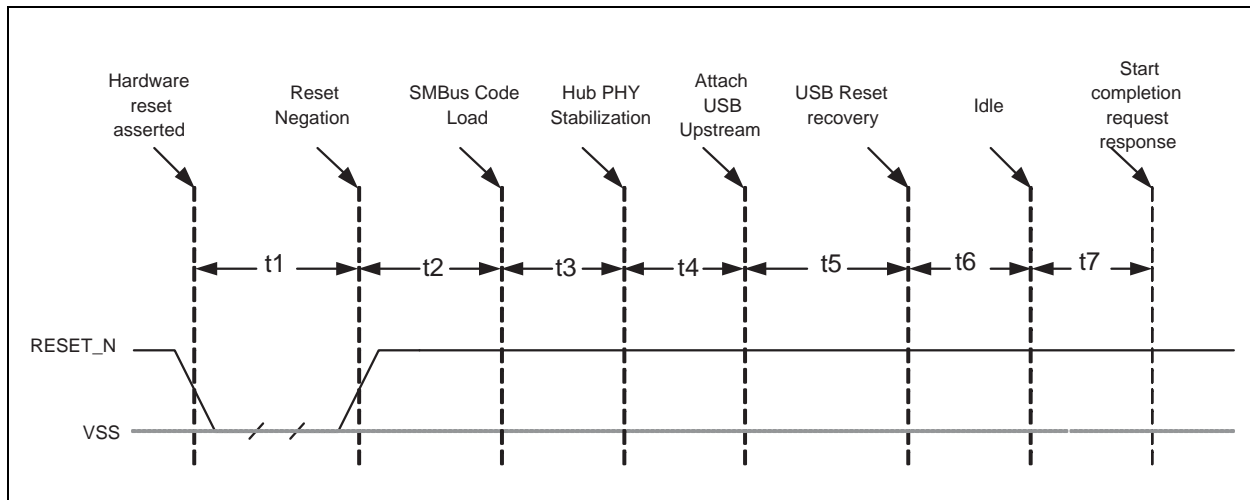 Hardware
reset
asserted
Reset
Negation
SMBus Code
Load
Hub PHY
Stabilization
Attach
USB
Upstream
USB Reset
recovery
Idle
Start
completion
request
response
t1
t2
t3
t4
t5
t6
t7
RESET_N
VSS